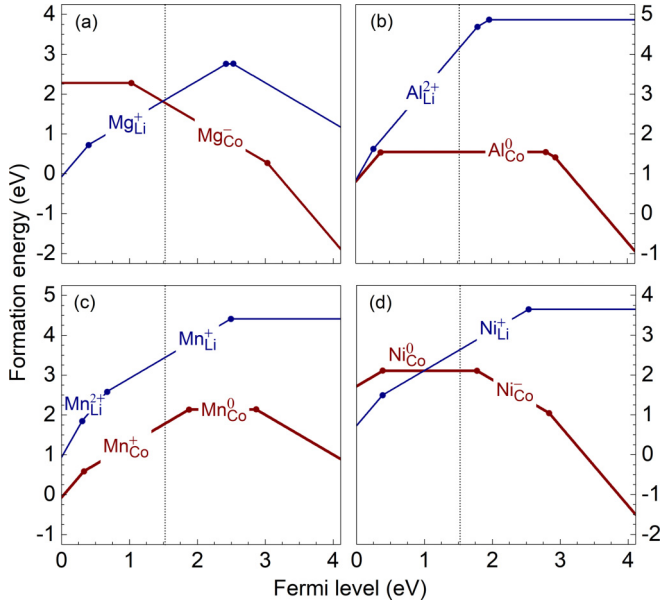 (a)
Mg⁺Li
Mg⁻Co
4
3
2
1
0
-1
-2
(b)
Al²⁺Li
Al⁰Co
5
4
3
2
1
0
-1
Formation energy (eV)
(c)
Mn²⁺Li
Mn⁺Li
Mn⁺Co
Mn⁰Co
5
4
3
2
1
0
-1
0 1 2 3 4
(d)
Ni⁰Co
Ni⁺Li
Ni⁻Co
4
3
2
1
0
-1
-2
0 1 2 3 4
Fermi level (eV)